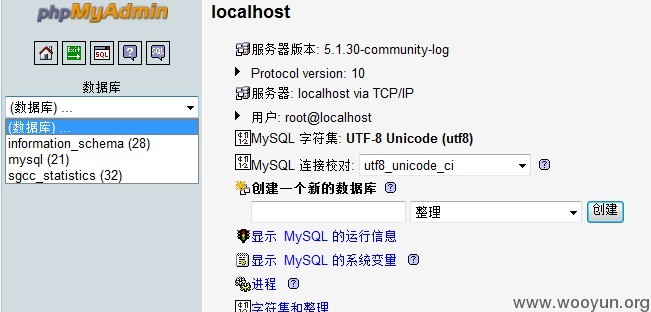 phpMyAdmin
数据库
(数据库) ...
(数据库) ...
information_schema (28)
mysql (21)
sgcc_statistics (32)
localhost
服务器版本: 5.1.30-community-log
Protocol version: 10
服务器: localhost via TCP/IP
用户: root@localhost
MySQL 字符集: UTF-8 Unicode (utf8)
MySQL 连接校对: utf8_unicode_ci
创建一个新的数据库
整理 创建
显示 MySQL 的运行信息
显示 MySQL 的系统变量
进程
字符集和整理
www.wooyun.org